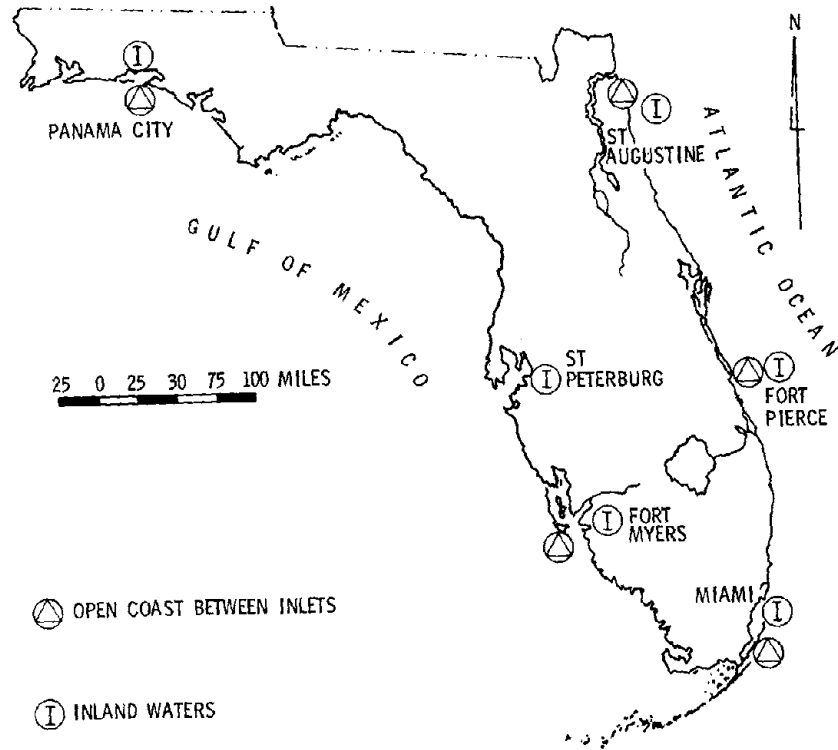 N
I
PANAMA CITY
I
ST
AUGUSTINE
ATLANTIC OCEAN
GULF OF MEXICO
I
ST
PETERBURG
I
FORT
PIERCE
25 0 25 50 75 100 MILES
I
FORT
MYERS
MIAMI
I
OPEN COAST BETWEEN INLETS
I
INLAND WATERS